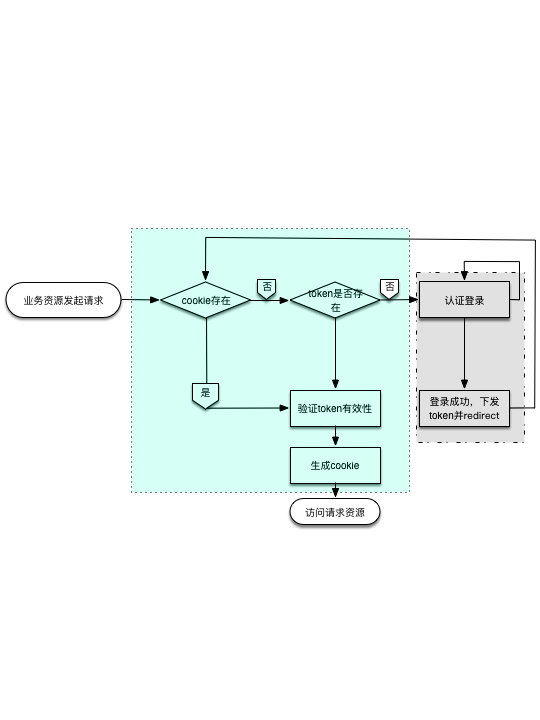 否
否
业务资源发起请求
cookie存在
token是否存
在
认证登录
是
验证token有效性
登录成功，下发
token并redirect
生成cookie
访问请求资源